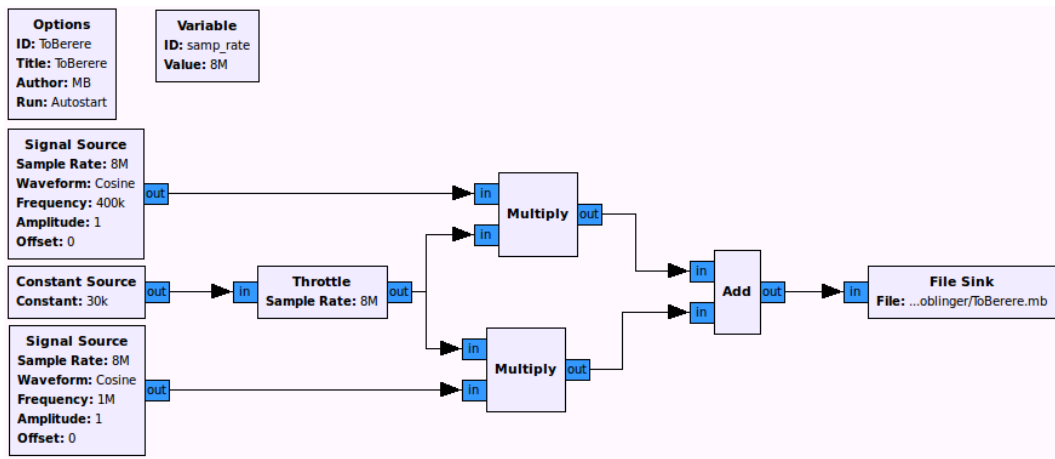 Options
ID: ToBerere
Title: ToBerere
Author: MB
Run: Autostart
Variable
ID: samp_rate
Value: 8M
Signal Source
Sample Rate: 8M
Waveform: Cosine
Frequency: 400k
Amplitude: 1
Offset: 0
out
in
in
Multiply
out
Constant Source
Constant: 30k
out
in
Throttle
Sample Rate: 8M
out
in
in
Add
out
in
File Sink
File: ...oblinger/ToBerere.mb
Signal Source
Sample Rate: 8M
Waveform: Cosine
Frequency: 1M
Amplitude: 1
Offset: 0
out
in
in
Multiply
out